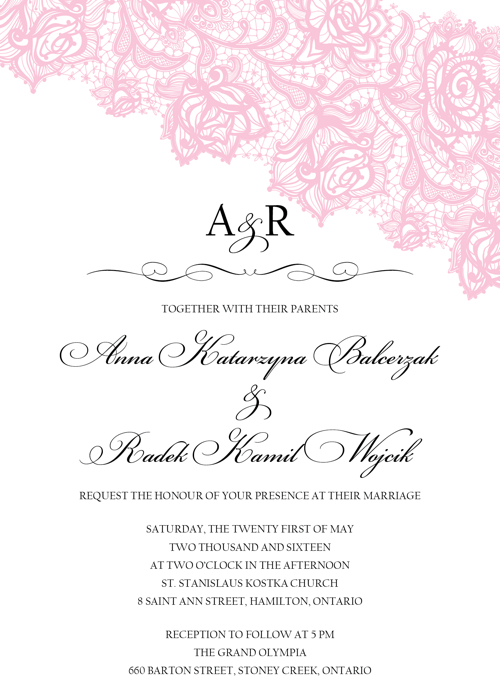 A & R
TOGETHER WITH THEIR PARENTS
Anna Katarzyna Balcerzak
&
Radek Kamil Wojcik
REQUEST THE HONOUR OF YOUR PRESENCE AT THEIR MARRIAGE
SATURDAY, THE TWENTY FIRST OF MAY
TWO THOUSAND AND SIXTEEN
AT TWO O'CLOCK IN THE AFTERNOON
ST. STANISLAUS KOSTKA CHURCH
8 SAINT ANN STREET, HAMILTON, ONTARIO
RECEPTION TO FOLLOW AT 5 PM
THE GRAND OLYMPIA
660 BARTON STREET, STONEY CREEK, ONTARIO